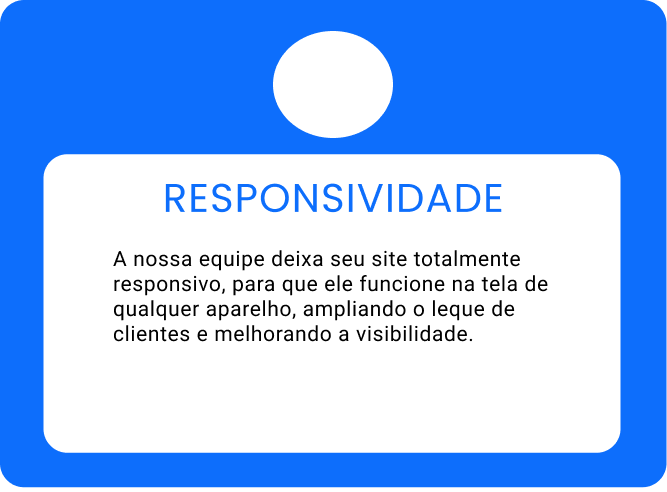 RESPONSIVIDADE
A nossa equipe deixa seu site totalmente
responsivo, para que ele funcione na tela de
qualquer aparelho, ampliando o leque de
clientes e melhorando a visibilidade.